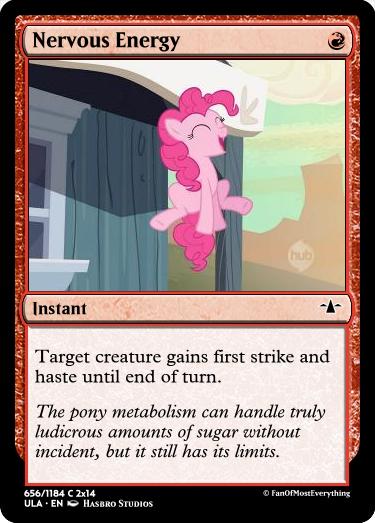 Nervous Energy
hub
Instant
Target creature gains first strike and
haste until end of turn.
The pony metabolism can handle truly
ludicrous amounts of sugar without
incident, but it still has its limits.
656/1184 C 2x14
ULA • EN Hasbro Studios
© FanOfMostEverything